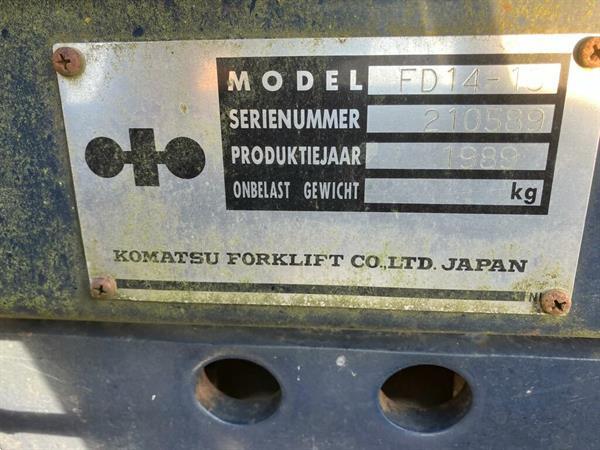 MODEL FD14-15
SERIENUMMER 210589
PRODUKTIEJAAR 1989
ONBELAST GEWICHT kg
KOMATSU FORKLIFT CO.,LTD. JAPAN